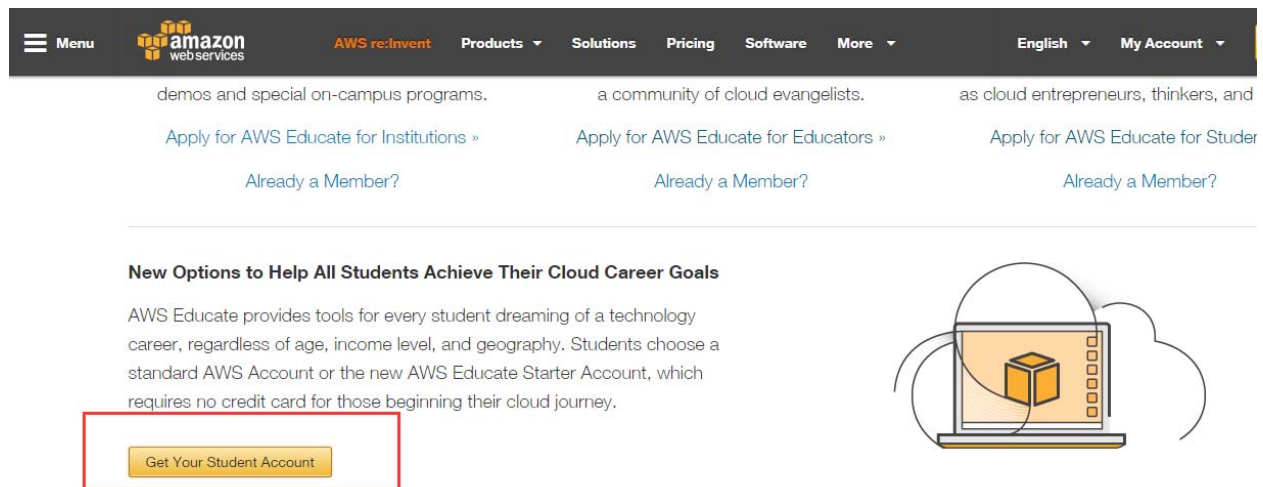 Menu
amazon
webservices
AWS re:Invent Products Solutions Pricing Software More English My Account
demos and special on-campus programs.
a community of cloud evangelists.
as cloud entrepreneurs, thinkers, and
Apply for AWS Educate for Institutions »
Apply for AWS Educate for Educators »
Apply for AWS Educate for Studen
Already a Member?
Already a Member?
Already a Member?
New Options to Help All Students Achieve Their Cloud Career Goals
AWS Educate provides tools for every student dreaming of a technology
career, regardless of age, income level, and geography. Students choose a
standard AWS Account or the new AWS Educate Starter Account, which
requires no credit card for those beginning their cloud journey.
Get Your Student Account